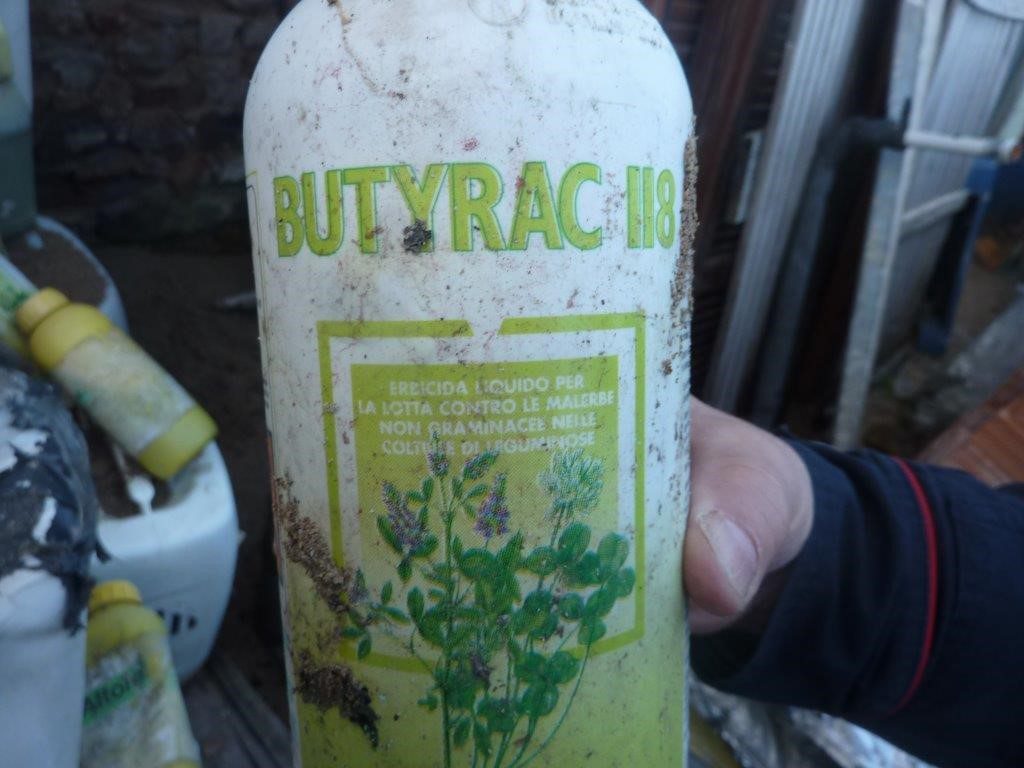 BUTYRAC 118
ERBICIDA LIQUIDO PER
LA LOTTA CONTRO LE MALERBE
NON GRAMINACEE NELLE
COLTURE DI LEGUMINOSE